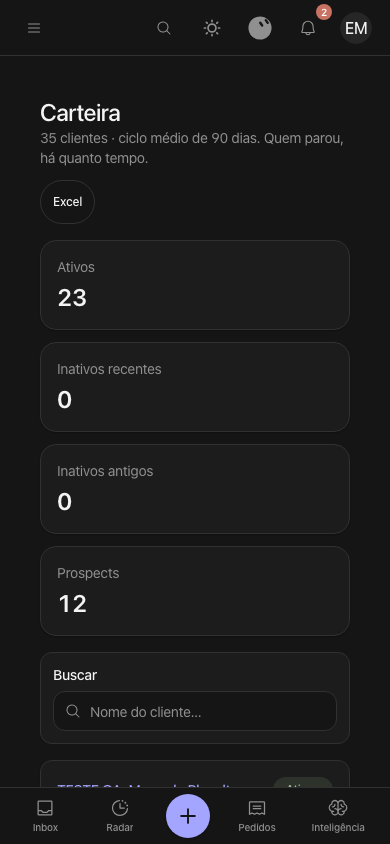 2
EM
Carteira
35 clientes · ciclo médio de 90 dias. Quem parou,
há quanto tempo.
Excel
Ativos
23
Inativos recentes
0
Inativos antigos
0
Prospects
12
Buscar
Nome do cliente...
Inbox
Radar
Pedidos
Inteligência